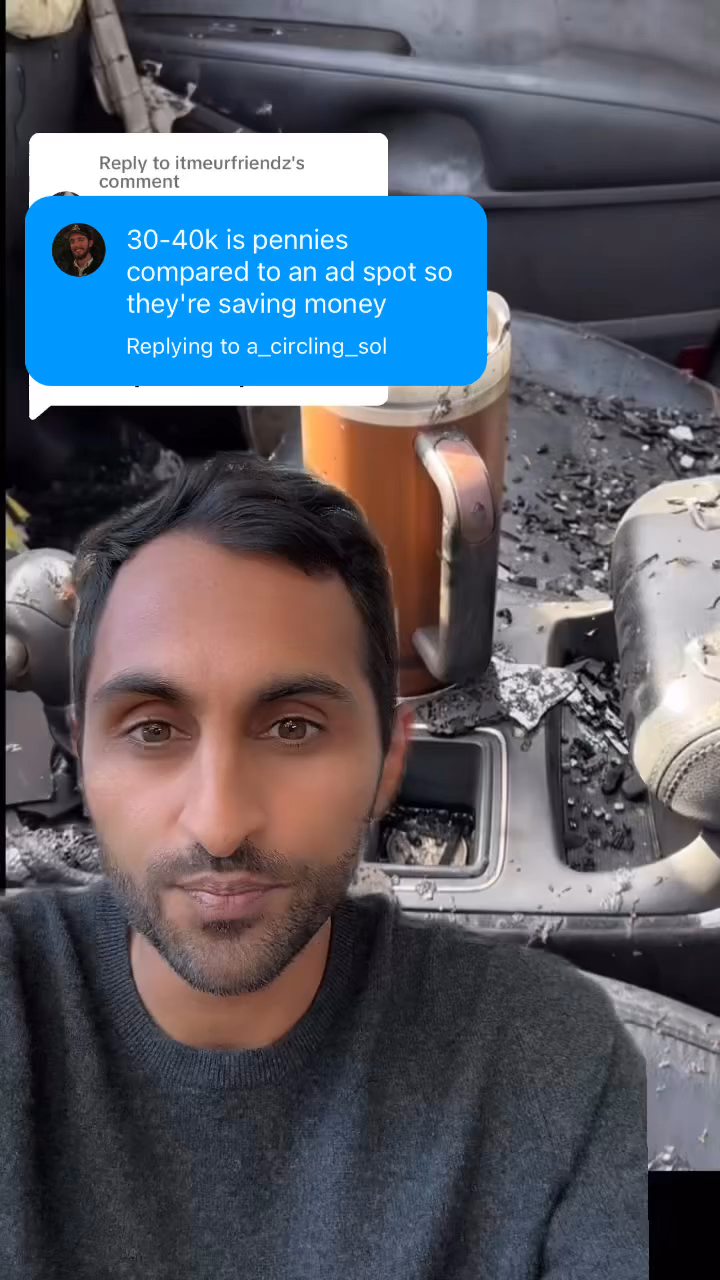 Reply to itmeurfriendz's
comment
30-40k is pennies
compared to an ad spot so
they're saving money
Replying to a_circling_sol